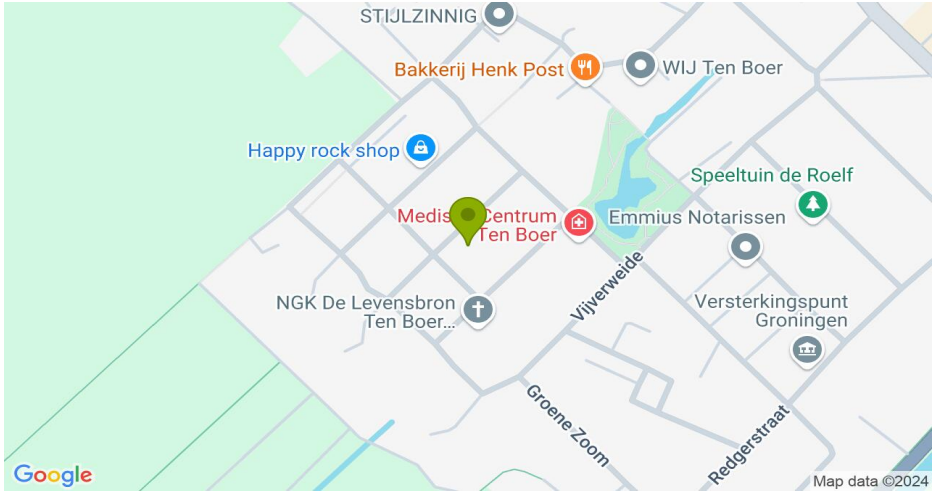 STIJLZINNIG
Bakkerij Henk Post
WIJ Ten Boer
Happy rock shop
Speeltuin de Roelf
Medis Centrum
Ten Boer
Emmius Notarissen
NGK De Levensbron
Ten Boer...
Vijverweide
Versterkingspunt
Groningen
Groene Zoom
Redgerstraat
Google
Map data ©2024